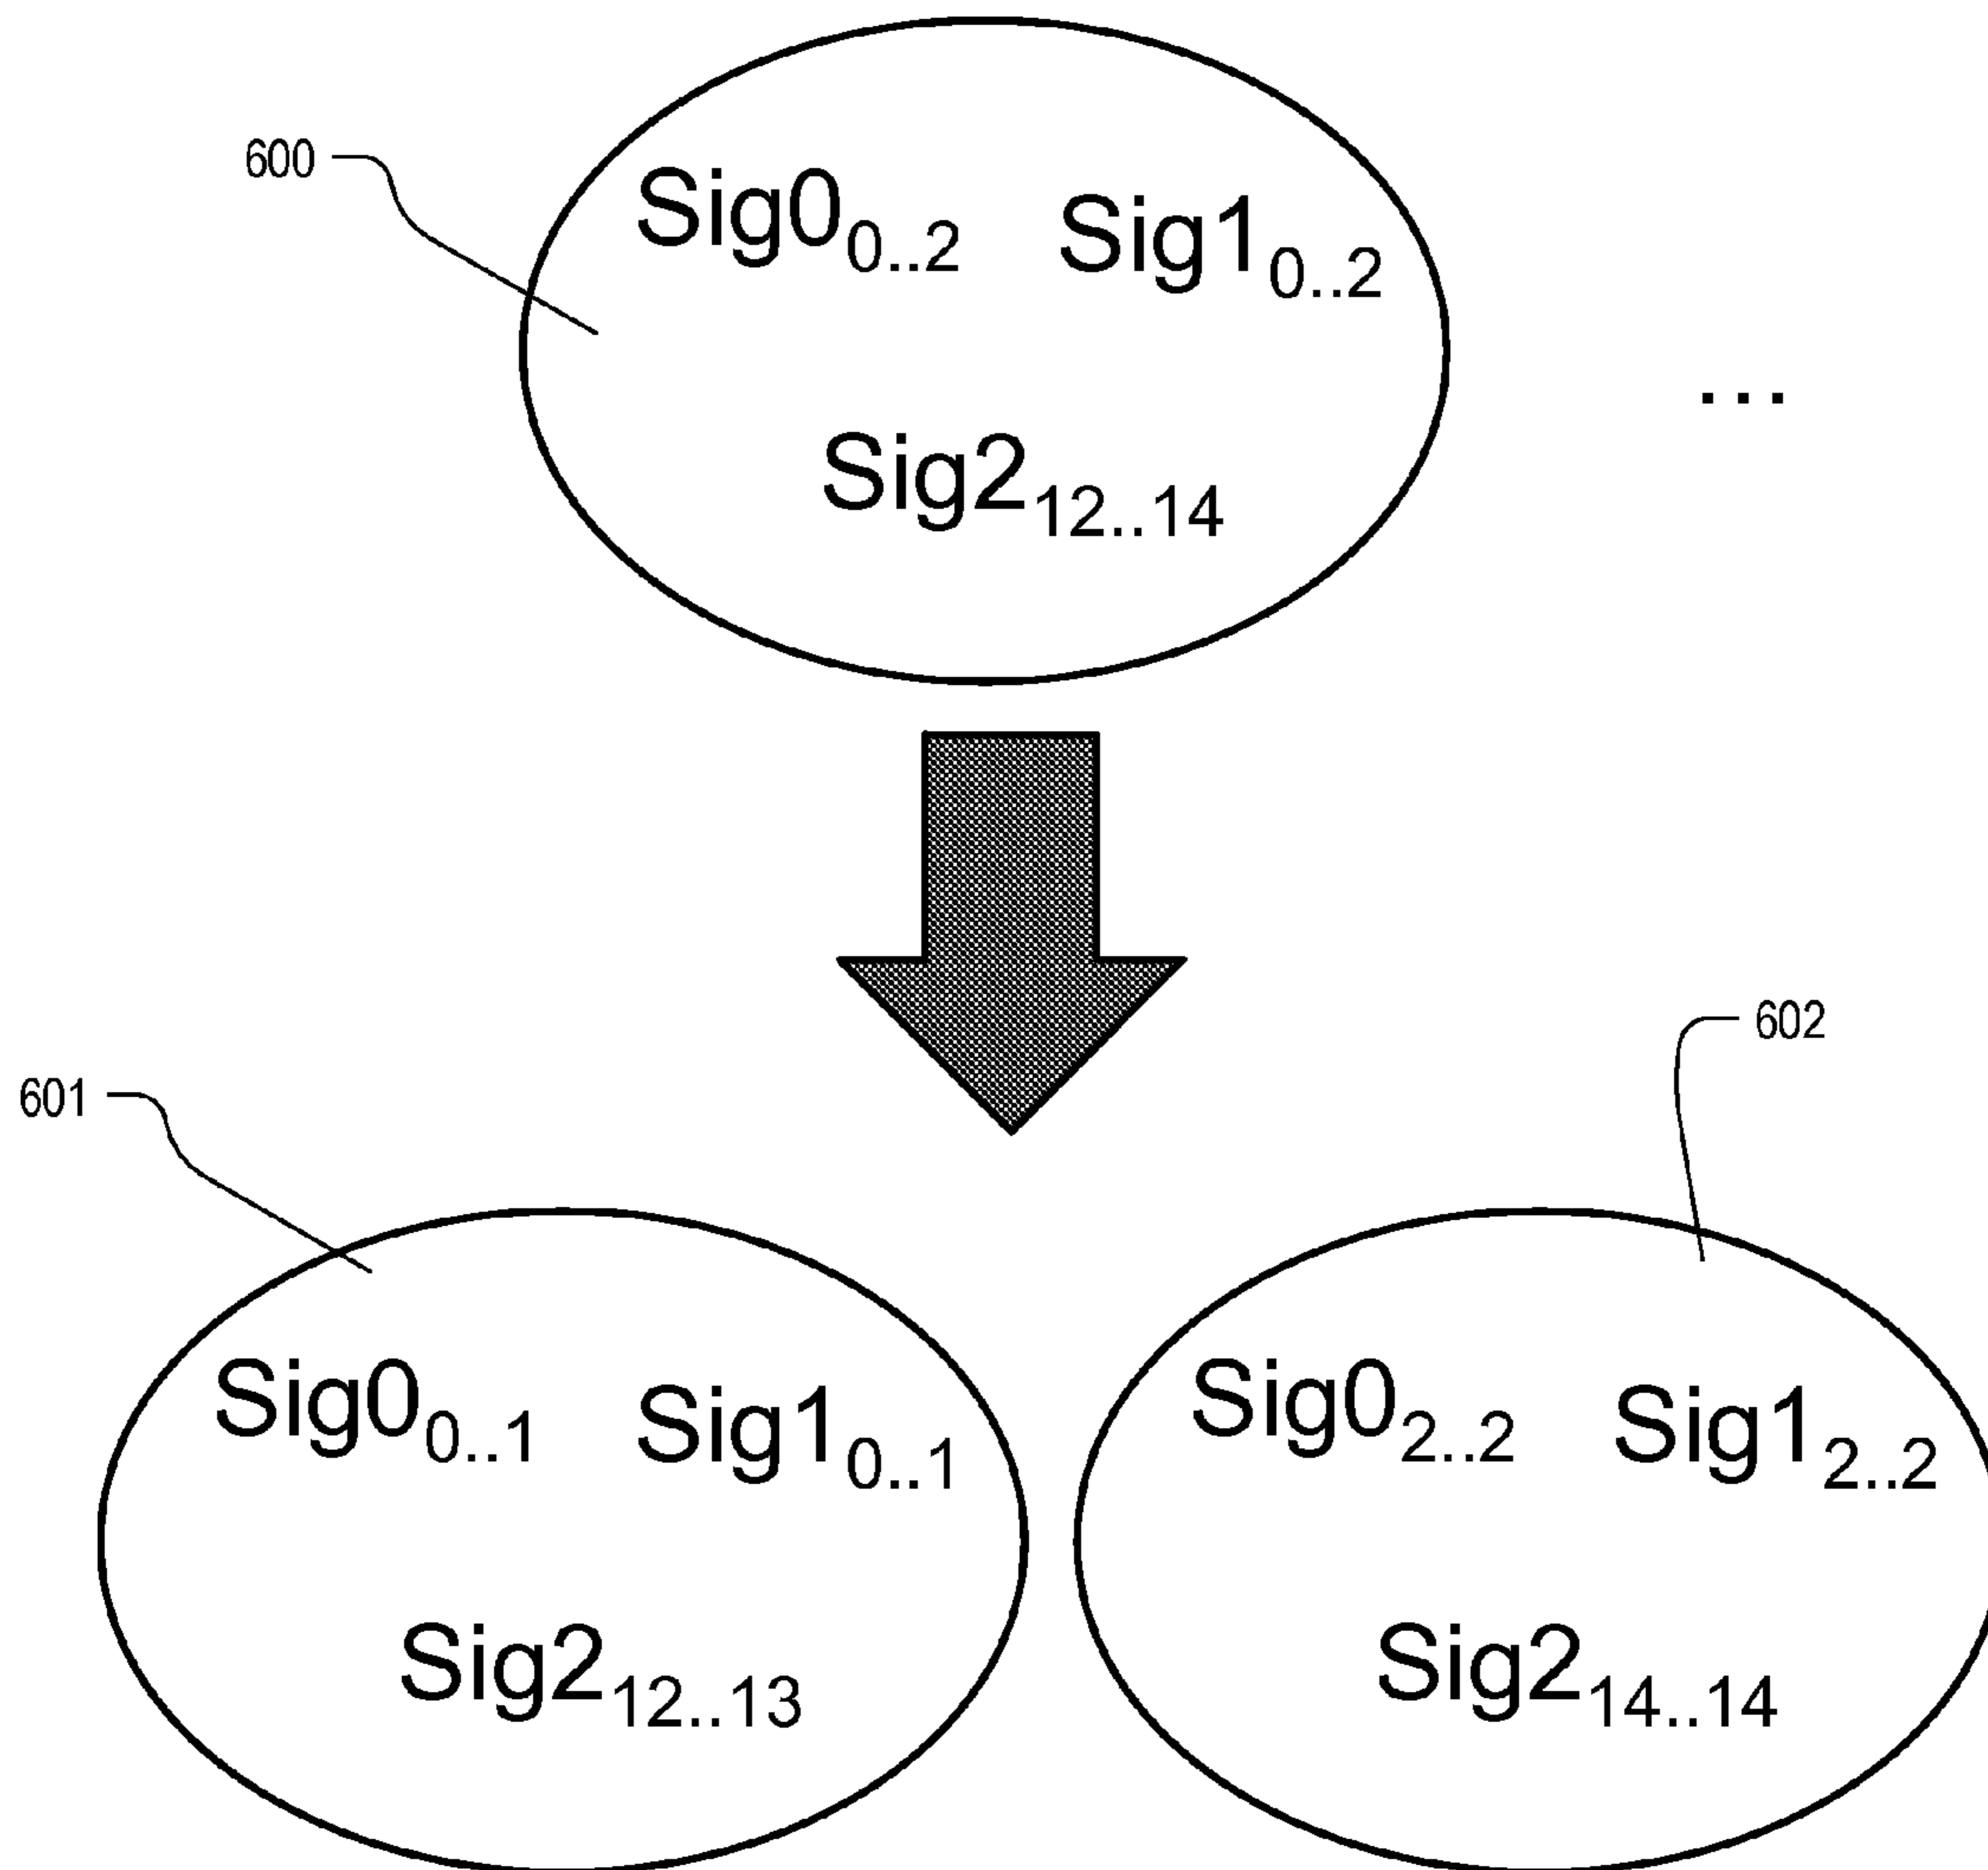 600
Sig0₀..₂ Sig1₀..₂
...
Sig2₁₂..₁₄
602
601
Sig0₀..₁ Sig1₀..₁ Sig0₂..₂ Sig1₂..₂
Sig2₁₂..₁₃ Sig2₁₄..₁₄